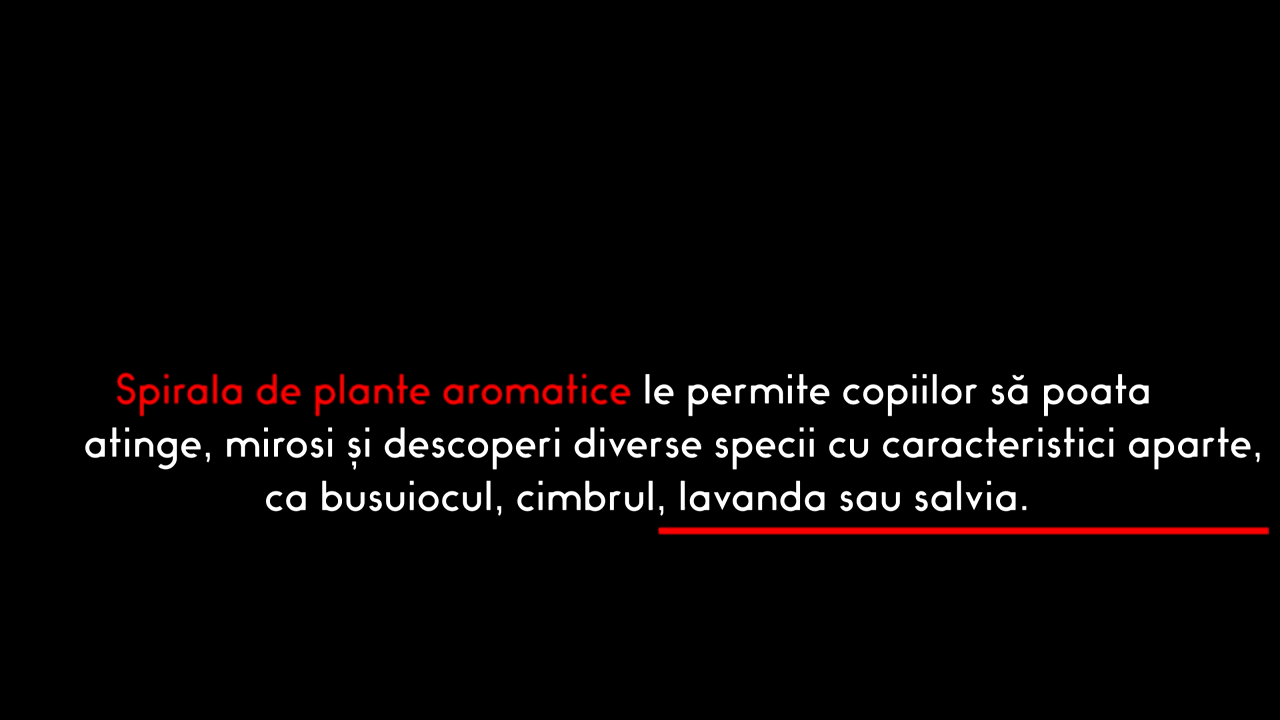 Spirala de plante aromatice le permite copiilor să poata
atinge, mirosi și descoperi diverse specii cu caracteristici aparte,
ca busuiocul, cimbrul, lavanda sau salvia.